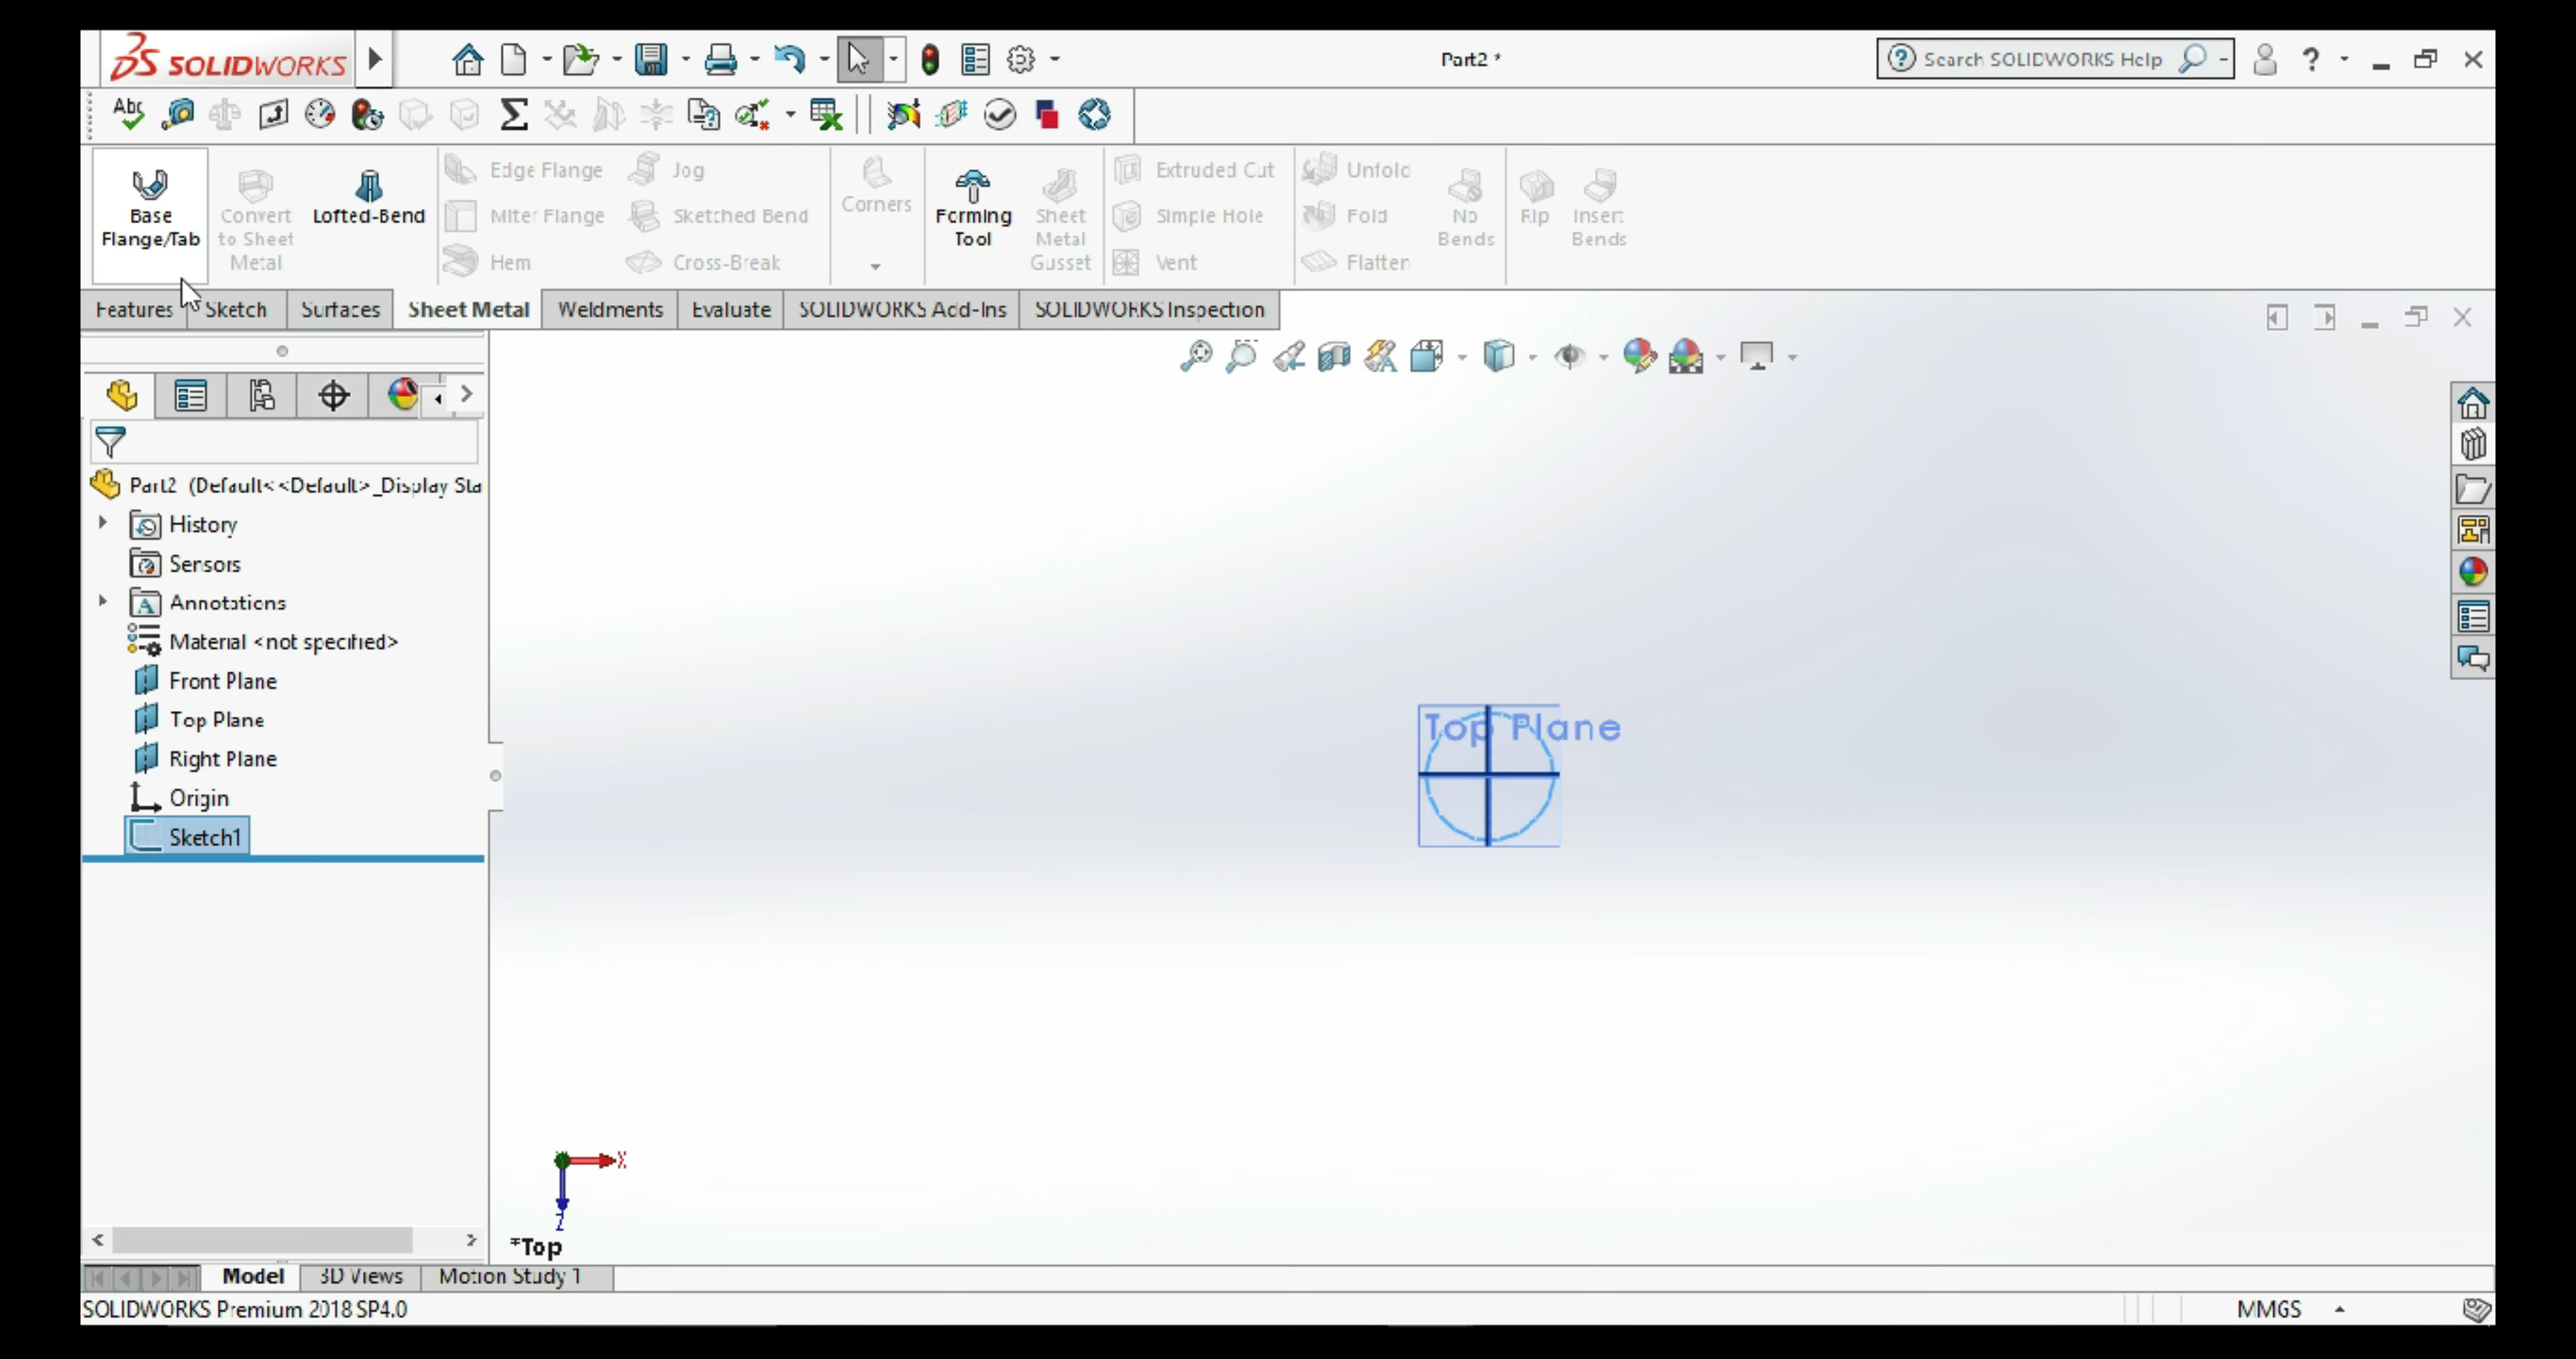 SOLIDWORKS
Part2 *
Search SOLIDWORKS Help
Abc
Base Flange/Tab
Convert to Sheet Metal
Lofted-Bend
Edge Flange
Miter Flange
Hem
Jog
Sketched Bend
Cross-Break
Corners
Forming Tool
Sheet Metal Gusset
Extruded Cut
Simple Hole
Vent
Unfold
Fold
Flatten
No Bends
Rip
Insert Bends
Features
Sketch
Surfaces
Sheet Metal
Weldments
Evaluate
SOLIDWORKS Add-Ins
SOLIDWORKS Inspection
Part2 (Default<<Default>_Display Sta
History
Sensors
Annotations
Material <not specified>
Front Plane
Top Plane
Right Plane
Origin
Sketch1
Top Plane
X
Z
*Top
Model
3D Views
Motion Study 1
SOLIDWORKS Premium 2018 SP4.0
MMGS